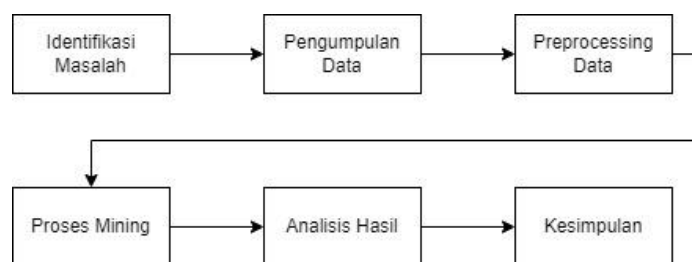 Identifikasi
Masalah
Pengumpulan
Data
Preprocessing
Data
Proses Mining
Analisis Hasil
Kesimpulan